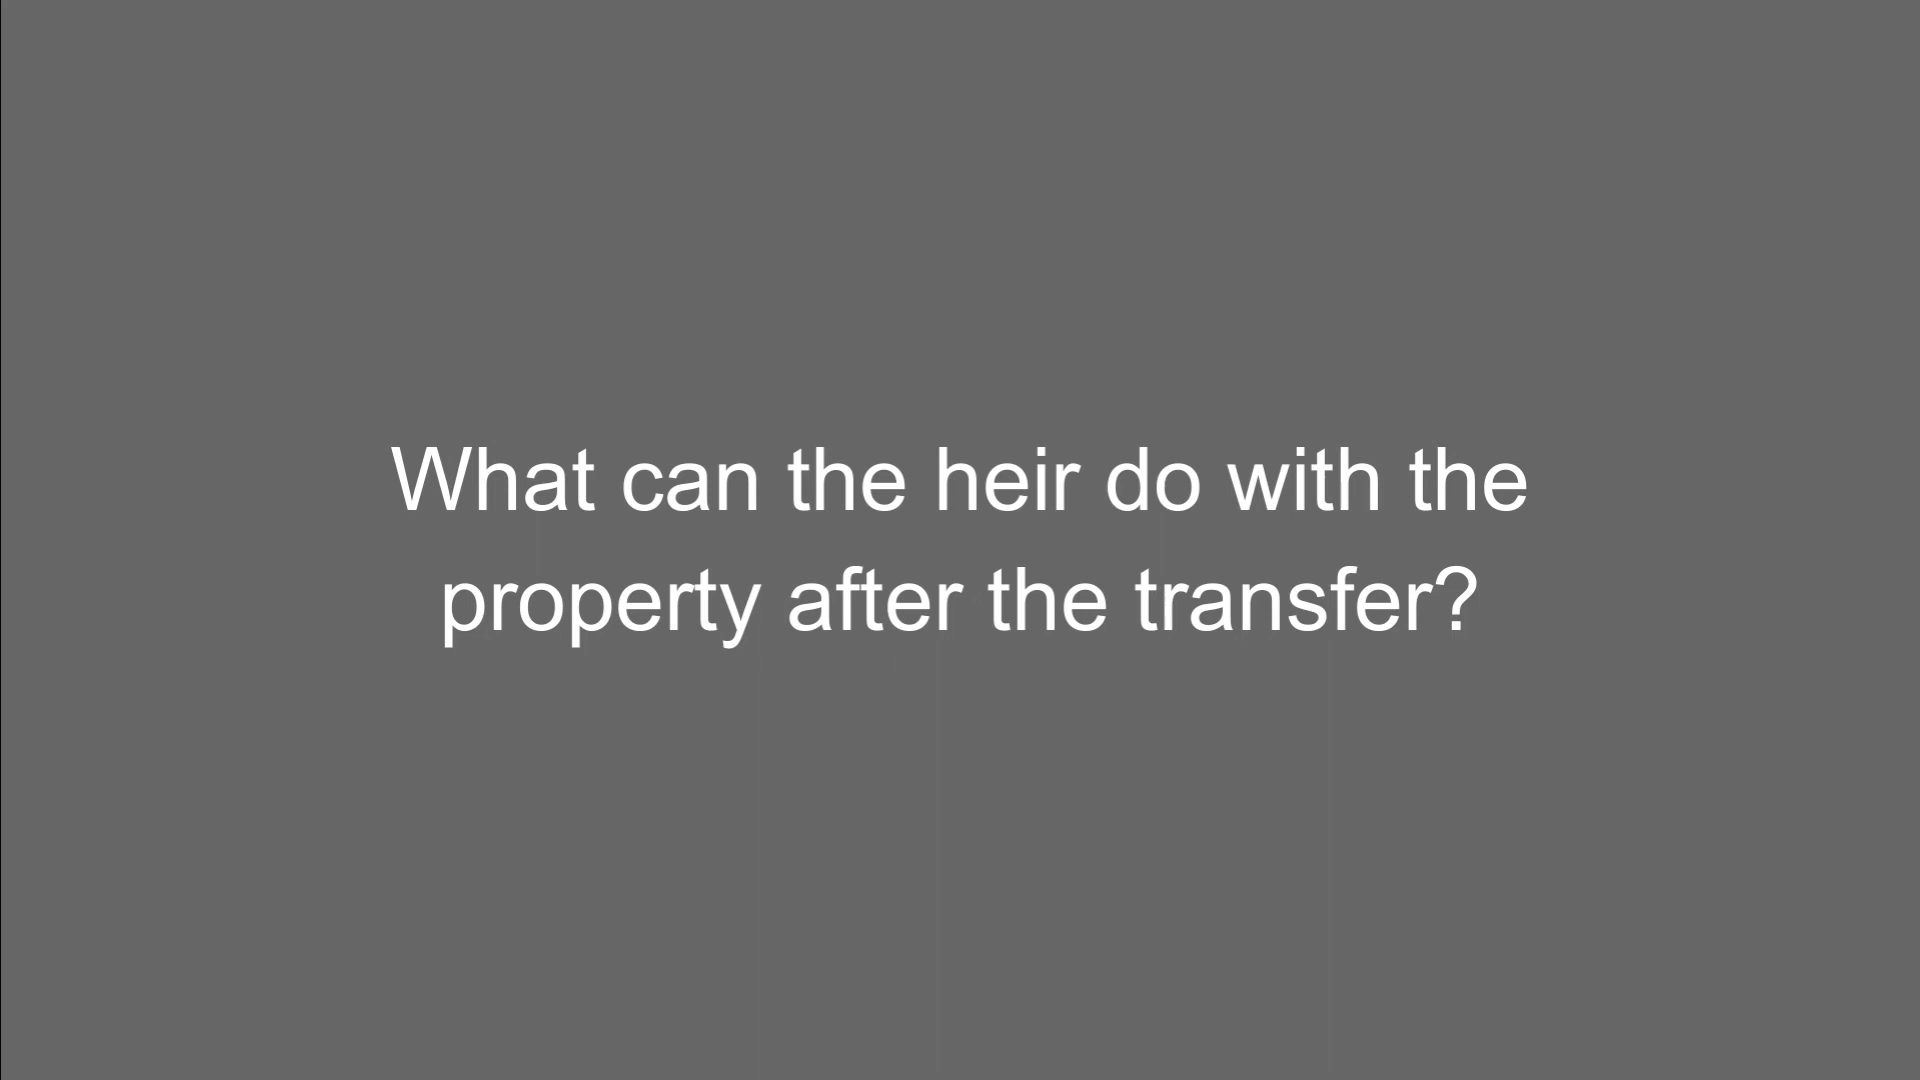 What can the heir do with the
property after the transfer?